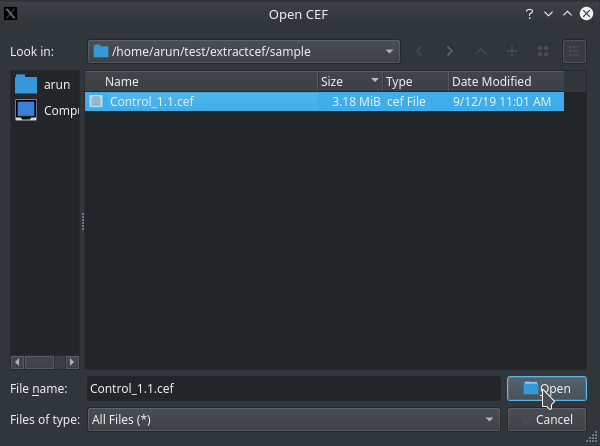 Open CEF
?
Look in:
/home/arun/test/extractcef/sample
arun
Compu
Name
Size
Type
Date Modified
Control_1.1.cef
3.18 MiB
cef File
9/12/19 11:01 AM
File name:
Control_1.1.cef
Open
Files of type:
All Files (*)
Cancel